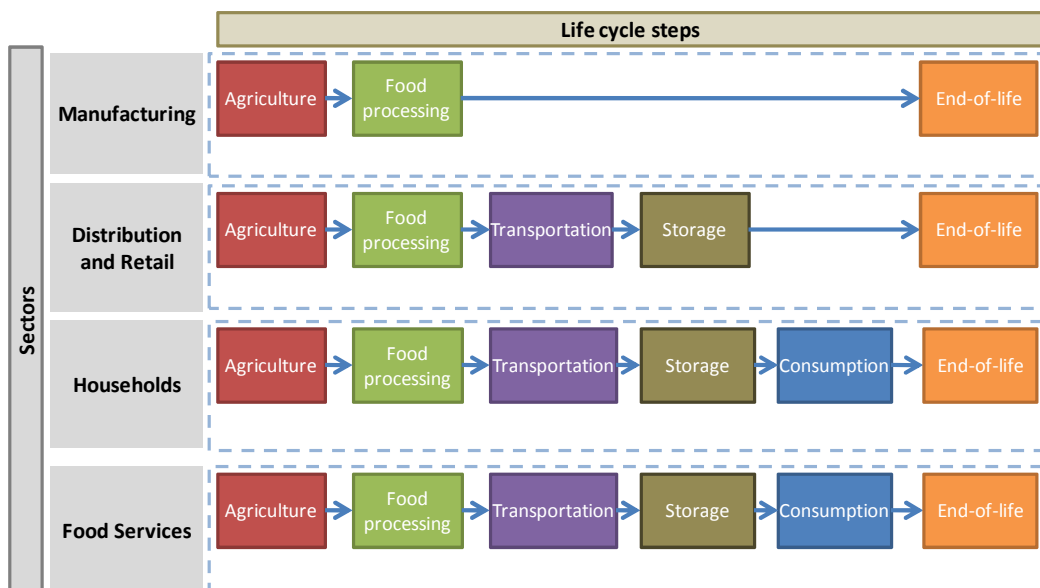 Life cycle steps
Sectors
Manufacturing
Agriculture
Food
processing
End-of-life
Distribution
and Retail
Agriculture
Food
processing
Transportation
Storage
End-of-life
Households
Agriculture
Food
processing
Transportation
Storage
Consumption
End-of-life
Food Services
Agriculture
Food
processing
Transportation
Storage
Consumption
End-of-life